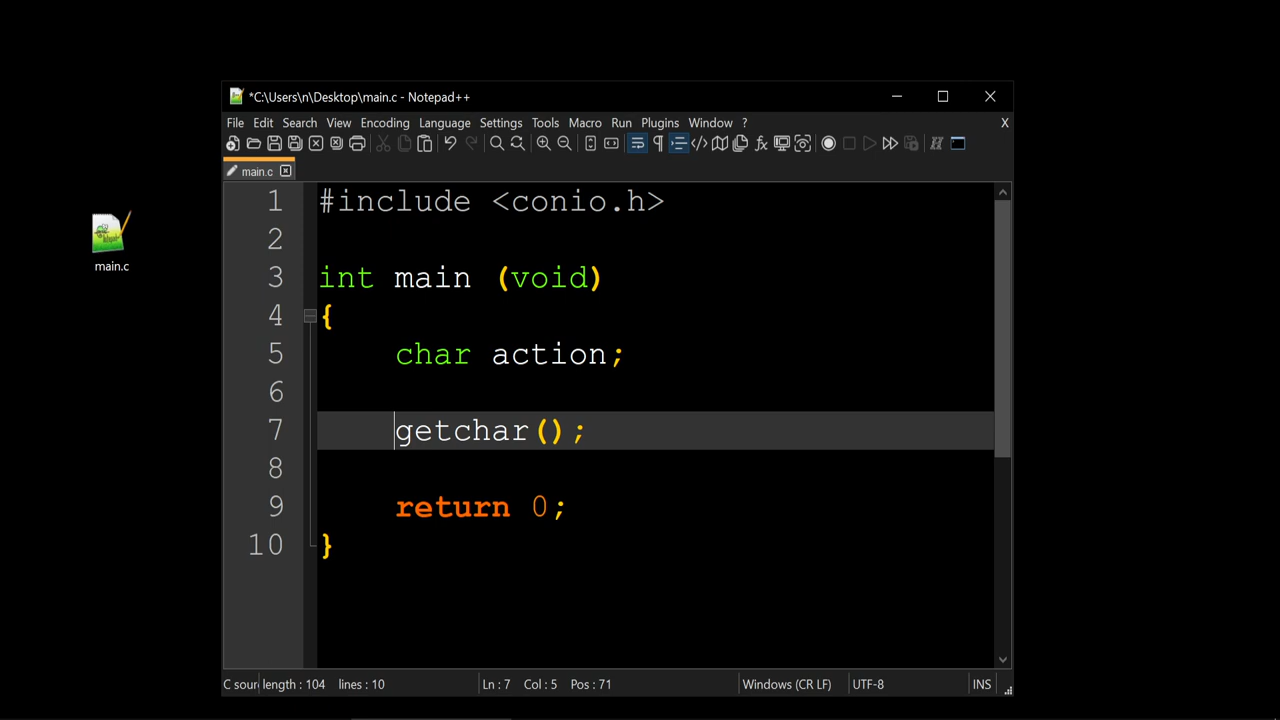 *C:\Users\n\Desktop\main.c - Notepad++
File Edit Search View Encoding Language Settings Tools Macro Run Plugins Window ? X
main.c
1 #include <conio.h>
2
3 int main (void)
4 {
5 char action;
6
7 getchar();
8
9 return 0;
10 }
main.c
C sour length : 104 lines : 10 Ln : 7 Col : 5 Pos : 71 Windows (CR LF) UTF-8 INS